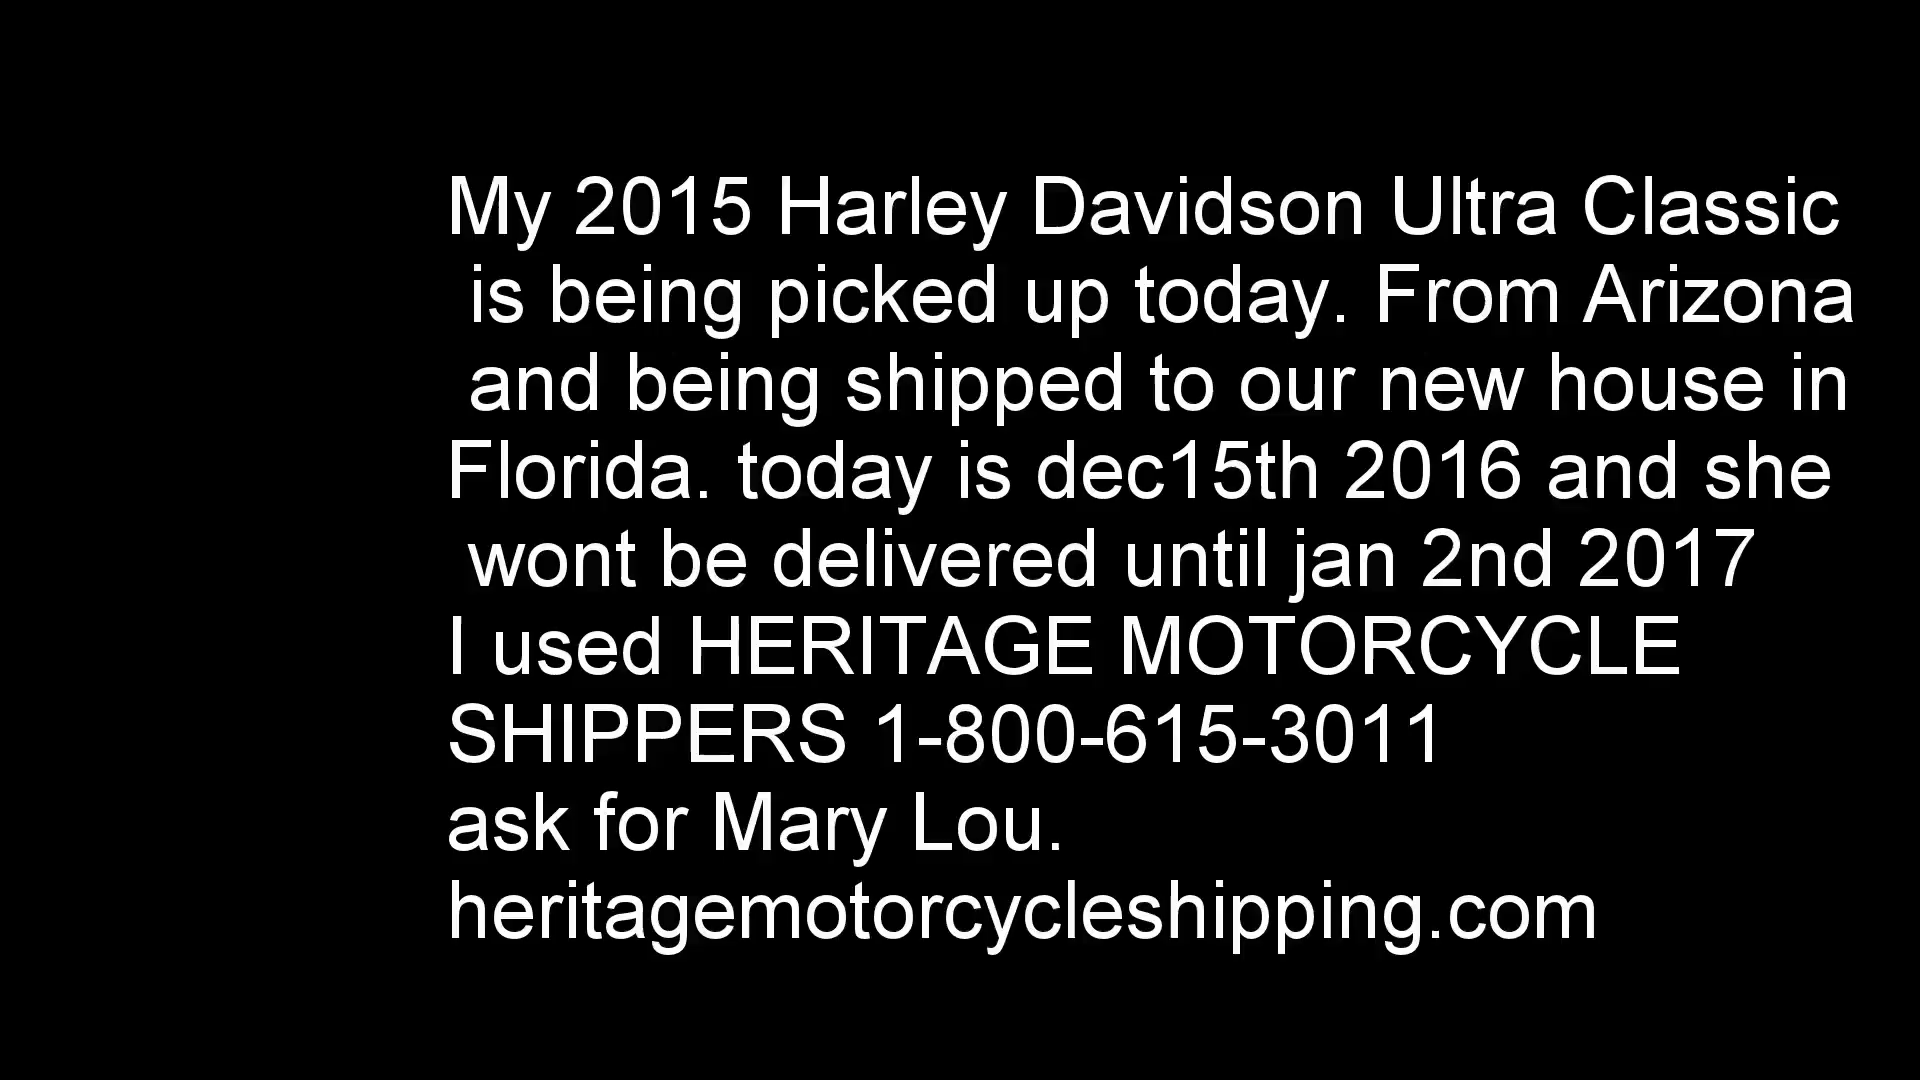 My 2015 Harley Davidson Ultra Classic
is being picked up today. From Arizona
and being shipped to our new house in
Florida. today is dec15th 2016 and she
wont be delivered until jan 2nd 2017
I used HERITAGE MOTORCYCLE
SHIPPERS 1-800-615-3011
ask for Mary Lou.
heritagemotorcycleshipping.com